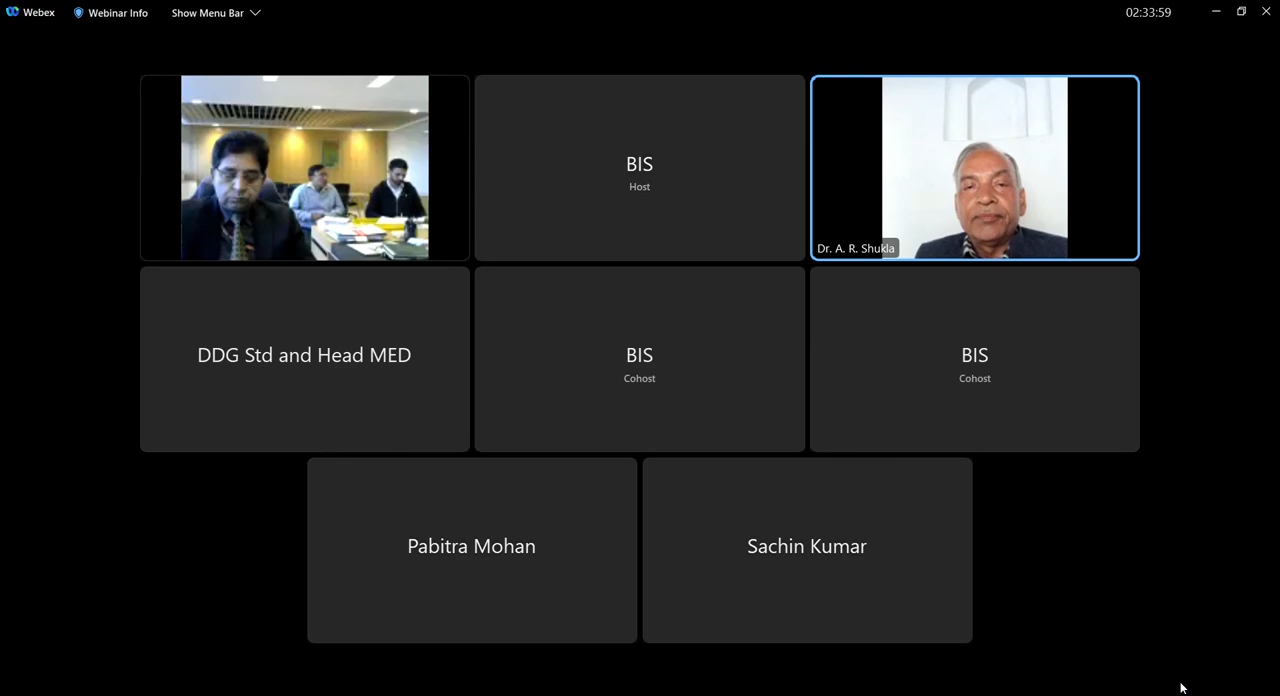 Webex Webinar Info Show Menu Bar 02:33:59
BIS
Host
Dr. A. R. Shukla
DDG Std and Head MED
BIS
Cohost
BIS
Cohost
Pabitra Mohan
Sachin Kumar